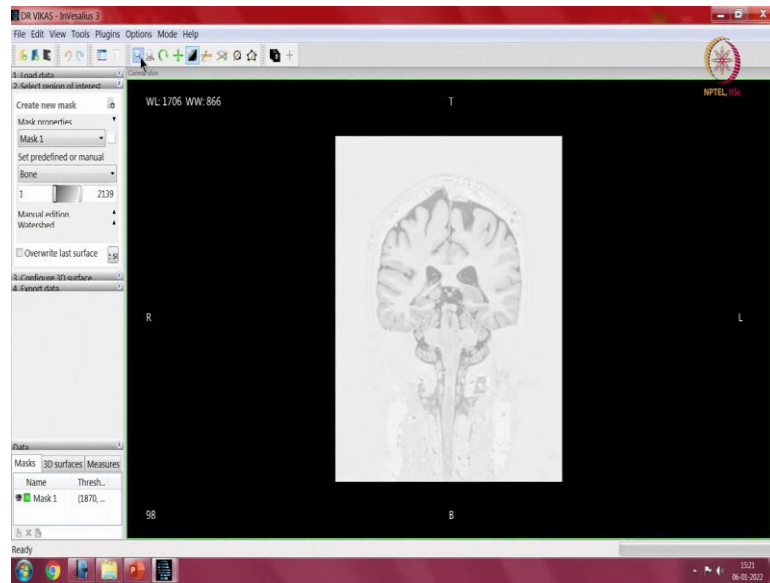 DR VIKAS - InVesalius 3
File Edit View Tools Plugins Options Mode Help
NPTEL, IISc
1. Load data
Coronal slice
2. Select region of interest
Create new mask
Mask properties
Mask 1
Set predefined or manual
Bone
1 2139
Manual edition
Watershed
Overwrite last surface
3. Configure 3D surface
4. Export data
WL: 1706 WW: 866
T
R
L
98
B
Data
Masks 3D surfaces Measures
Name Thresh..
Mask 1 (1870, ...
Ready
15:21
06-01-2022